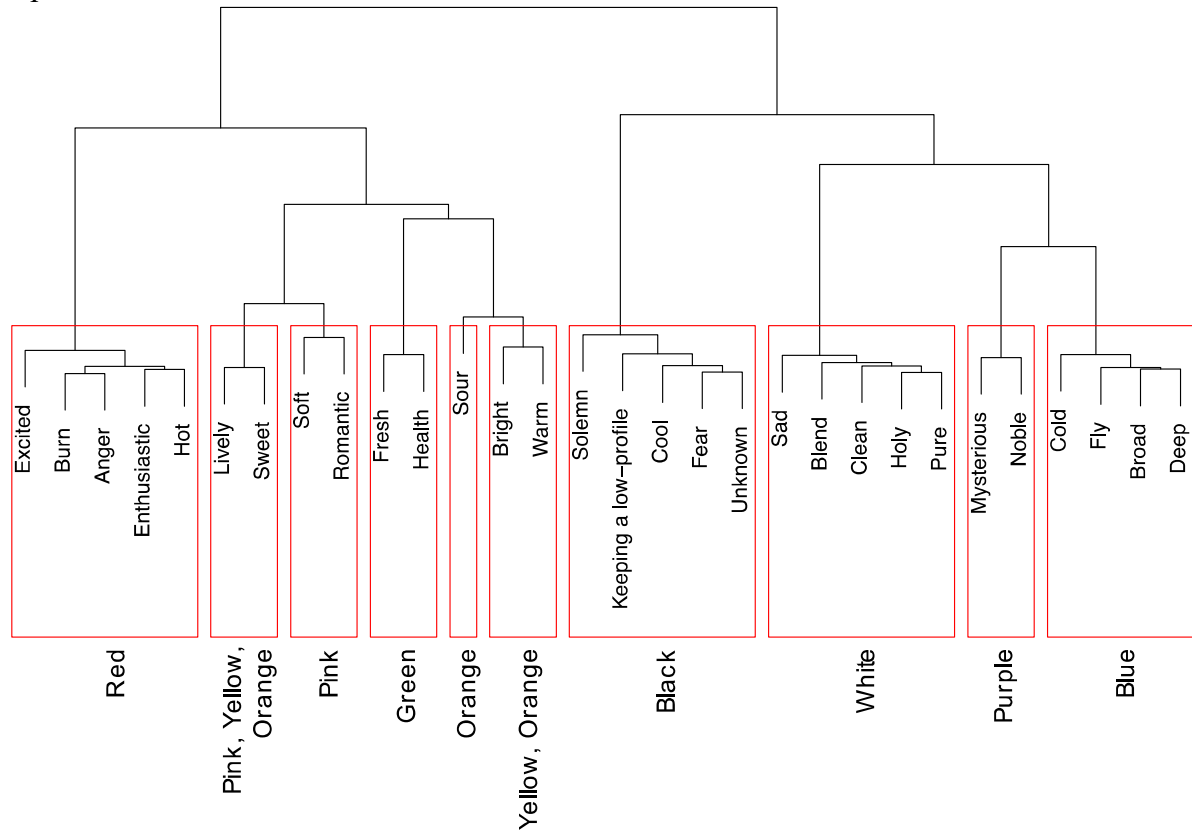 Excited
Burn
Anger
Enthusiastic
Hot
Lively
Sweet
Soft
Romantic
Fresh
Health
Sour
Bright
Warm
Solemn
Keeping a low−profile
Cool
Fear
Unknown
Sad
Blend
Clean
Holy
Pure
Mysterious
Noble
Cold
Fly
Broad
Deep
Red
Pink, Yellow,
Orange
Pink
Green
Orange
Yellow, Orange
Black
White
Purple
Blue